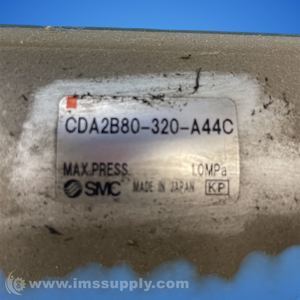 CDA2B80-320-A44C
MAX.PRESS. 1.0MPa
SMC MADE IN JAPAN KP
© www.imssupply.com